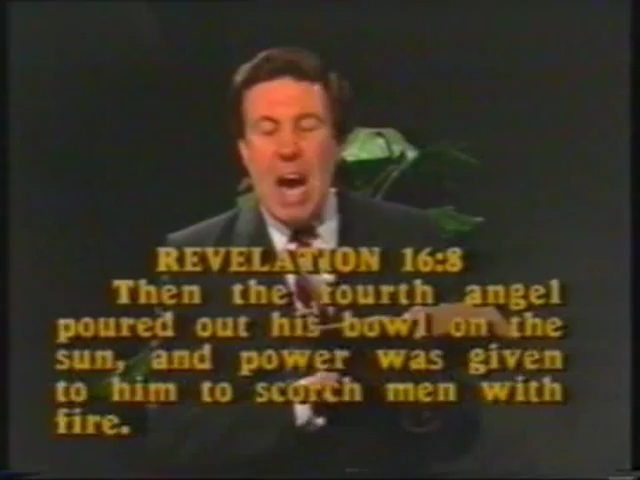 REVELATION 16:8
Then the fourth angel
poured out his bowl on the
sun, and power was given
to him to scorch men with
fire.